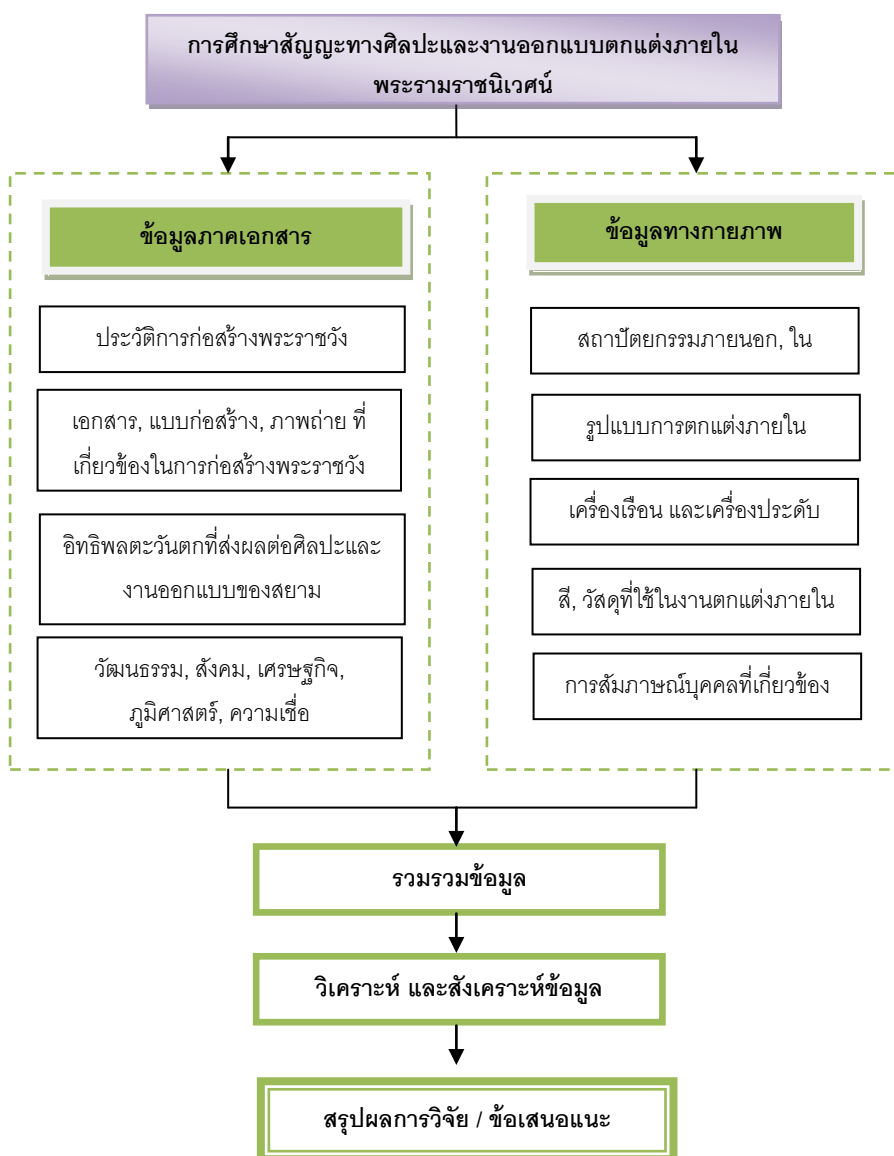 การศึกษาสัญญะทางศิลปะและงานออกแบบตกแต่งภายใน
พระรามราชนิเวศน์
ข้อมูลภาคเอกสาร
ประวัติการก่อสร้างพระราชวัง
เอกสาร, แบบก่อสร้าง, ภาพถ่าย ที่
เกี่ยวข้องในการก่อสร้างพระราชวัง
อิทธิพลตะวันตกที่ส่งผลต่อศิลปะและ
งานออกแบบของสยาม
วัฒนธรรม, สังคม, เศรษฐกิจ,
ภูมิศาสตร์, ความเชื่อ
ข้อมูลทางกายภาพ
สถาปัตยกรรมภายนอก, ใน
รูปแบบการตกแต่งภายใน
เครื่องเรือน และเครื่องประดับ
สี, วัสดุที่ใช้ในงานตกแต่งภายใน
การสัมภาษณ์บุคคลที่เกี่ยวข้อง
รวมรวมข้อมูล
วิเคราะห์ และสังเคราะห์ข้อมูล
สรุปผลการวิจัย / ข้อเสนอแนะ